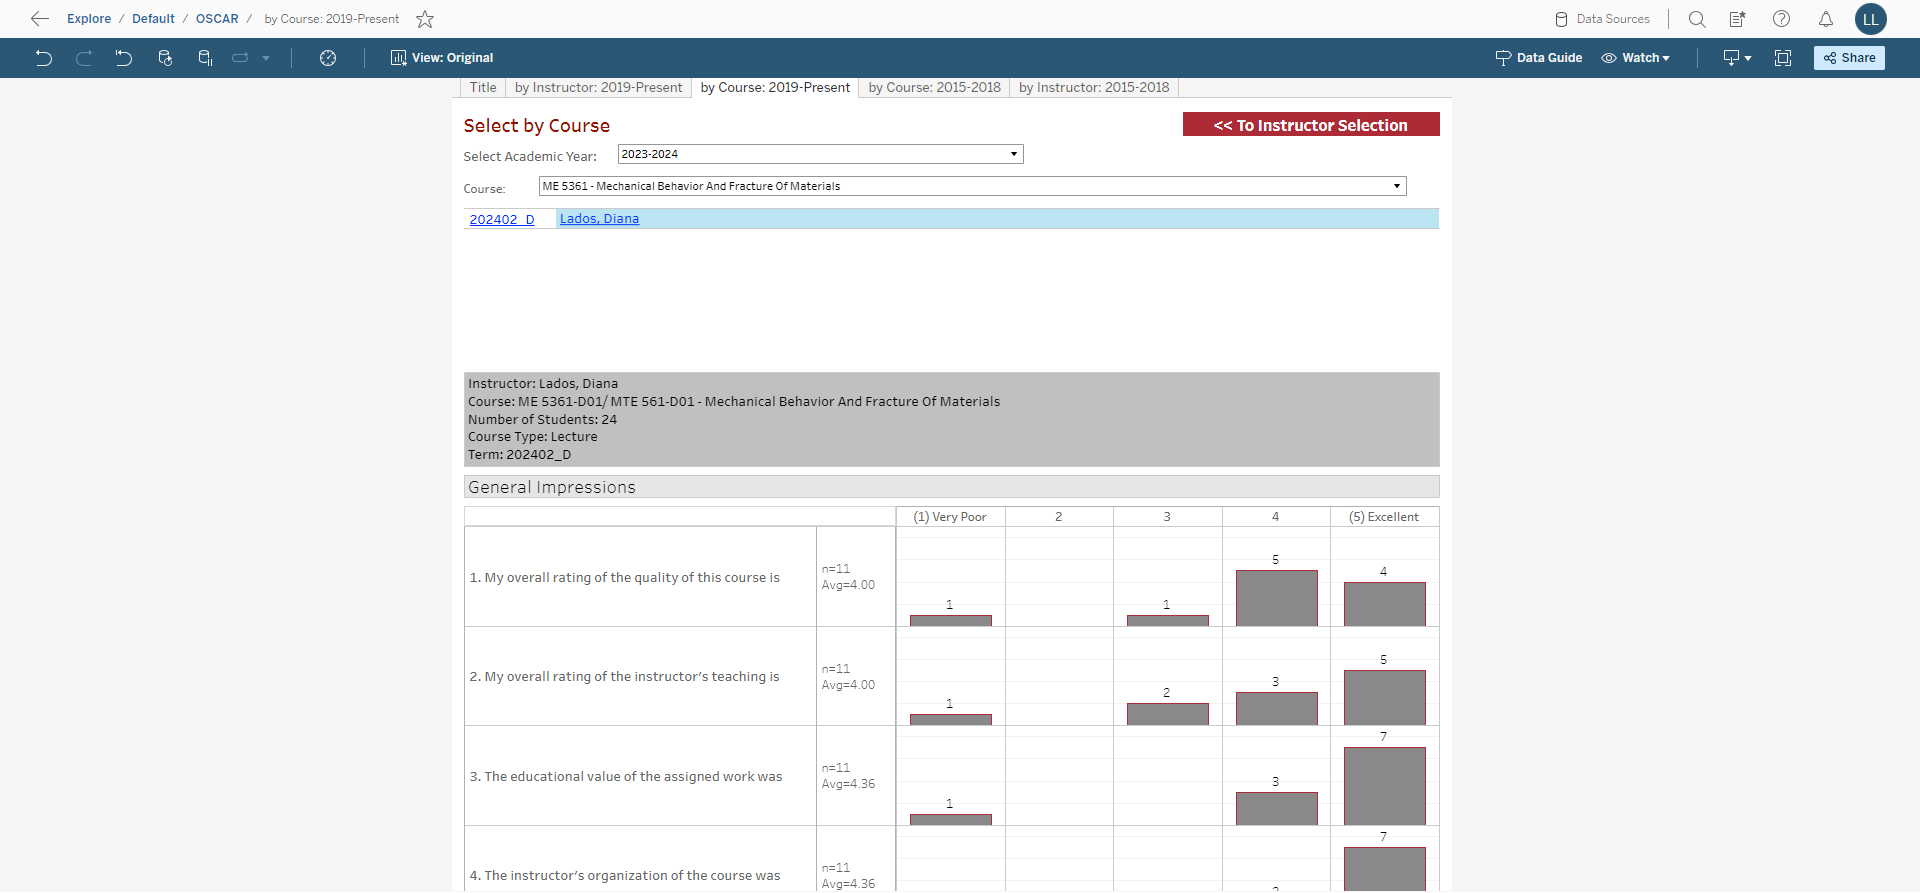 Explore / Default / OSCAR / by Course: 2019-Present
Data Sources
LL
View: Original
Data Guide
Watch
Share
Title
by Instructor: 2019-Present
by Course: 2019-Present
by Course: 2015-2018
by Instructor: 2015-2018
Select by Course
<< To Instructor Selection
Select Academic Year:
2023-2024
Course:
ME 5361 - Mechanical Behavior And Fracture Of Materials
202402_D
Lados, Diana
Instructor: Lados, Diana
Course: ME 5361-D01/ MTE 561-D01 - Mechanical Behavior And Fracture Of Materials
Number of Students: 24
Course Type: Lecture
Term: 202402_D
General Impressions
(1) Very Poor
2
3
4
(5) Excellent
1. My overall rating of the quality of this course is
n=11
Avg=4.00
1
1
5
4
2. My overall rating of the instructor's teaching is
n=11
Avg=4.00
1
2
3
5
3. The educational value of the assigned work was
n=11
Avg=4.36
1
3
7
4. The instructor's organization of the course was
n=11
Avg=4.36
7